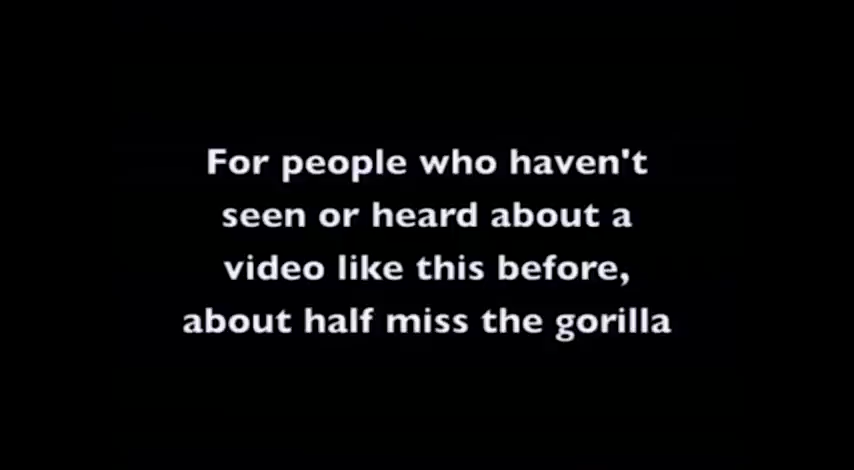 For people who haven't
seen or heard about a
video like this before,
about half miss the gorilla